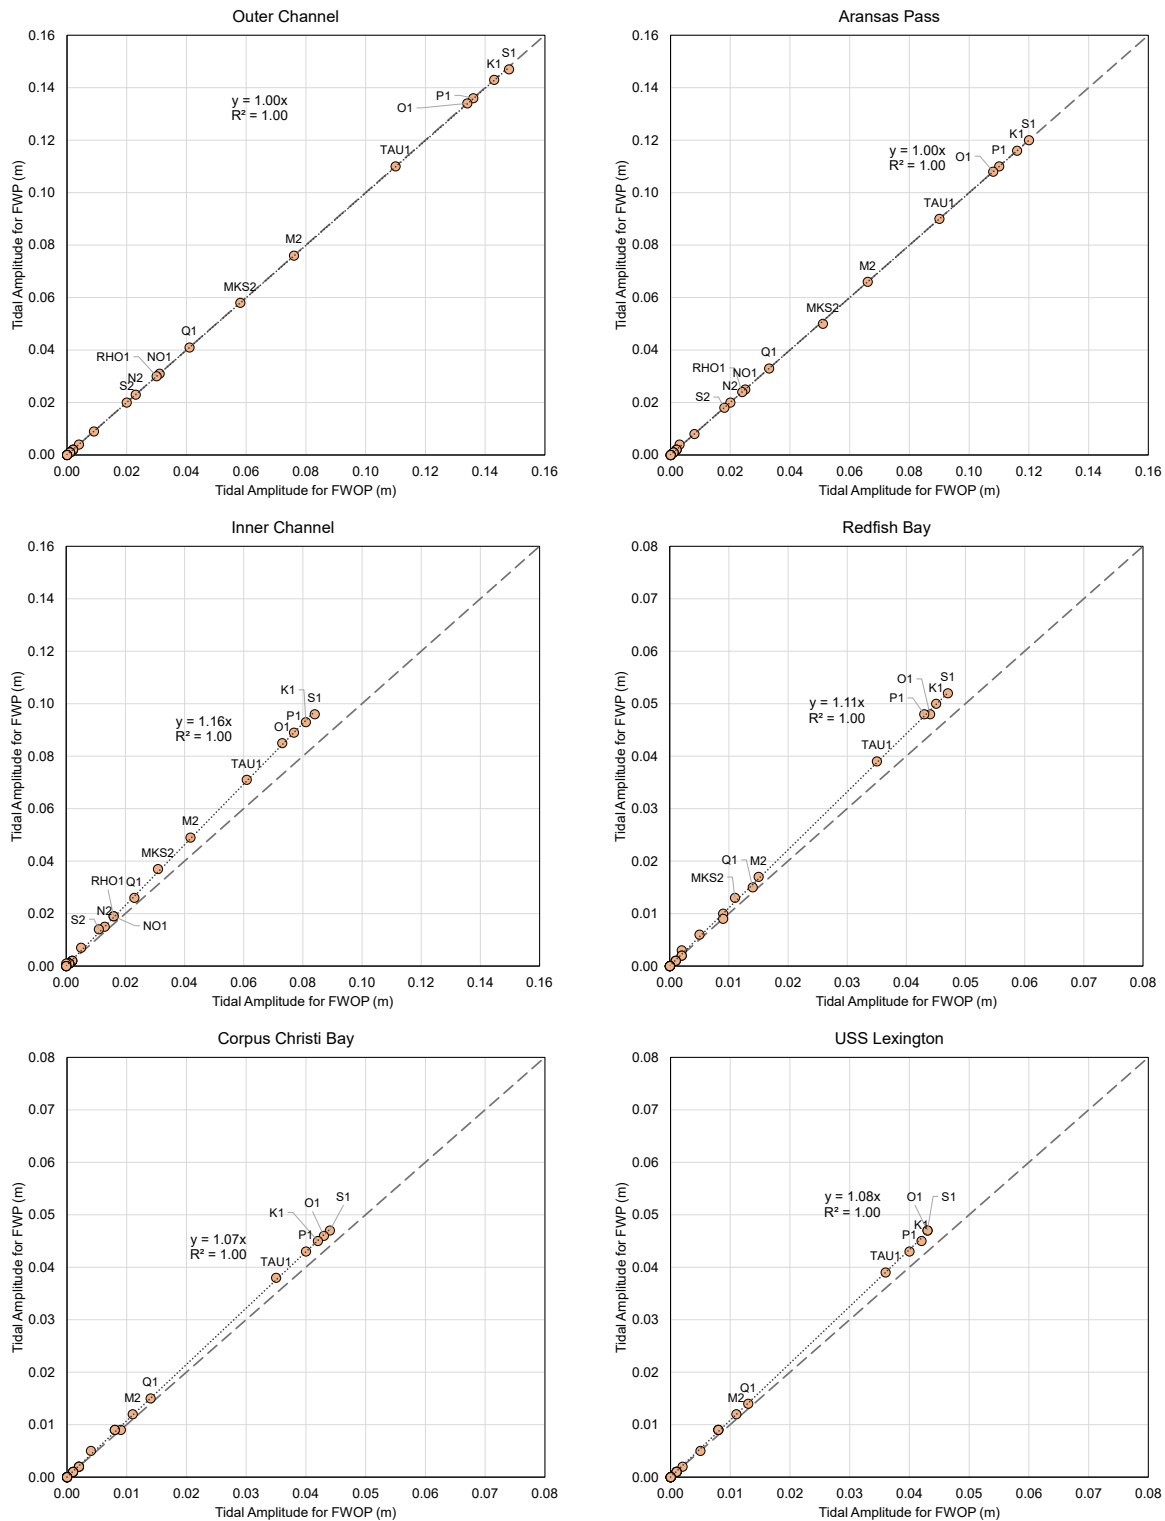 Outer Channel
0.16
0.14
0.12
0.10
0.08
0.06
0.04
0.02
0.00
Tidal Amplitude for FWP (m)
y = 1.00x
R² = 1.00
S1
K1
P1
O1
TAU1
M2
MKS2
Q1
RHO1
NO1
N2
S2
0.00 0.02 0.04 0.06 0.08 0.10 0.12 0.14 0.16
Tidal Amplitude for FWOP (m)
Aransas Pass
0.16
0.14
0.12
0.10
0.08
0.06
0.04
0.02
0.00
Tidal Amplitude for FWP (m)
y = 1.00x
R² = 1.00
S1
K1
P1
O1
TAU1
M2
MKS2
Q1
RHO1
NO1
N2
S2
0.00 0.02 0.04 0.06 0.08 0.10 0.12 0.14 0.16
Tidal Amplitude for FWOP (m)
Inner Channel
0.16
0.14
0.12
0.10
0.08
0.06
0.04
0.02
0.00
Tidal Amplitude for FWP (m)
y = 1.16x
R² = 1.00
K1
S1
P1
O1
TAU1
M2
MKS2
RHO1
Q1
N2
S2
NO1
0.00 0.02 0.04 0.06 0.08 0.10 0.12 0.14 0.16
Tidal Amplitude for FWOP (m)
Redfish Bay
0.08
0.07
0.06
0.05
0.04
0.03
0.02
0.01
0.00
Tidal Amplitude for FWP (m)
y = 1.11x
R² = 1.00
O1
S1
K1
P1
TAU1
Q1
M2
MKS2
0.00 0.01 0.02 0.03 0.04 0.05 0.06 0.07 0.08
Tidal Amplitude for FWOP (m)
Corpus Christi Bay
0.08
0.07
0.06
0.05
0.04
0.03
0.02
0.01
0.00
Tidal Amplitude for FWP (m)
y = 1.07x
R² = 1.00
S1
O1
K1
P1
TAU1
Q1
M2
0.00 0.01 0.02 0.03 0.04 0.05 0.06 0.07 0.08
Tidal Amplitude for FWOP (m)
USS Lexington
0.08
0.07
0.06
0.05
0.04
0.03
0.02
0.01
0.00
Tidal Amplitude for FWP (m)
y = 1.08x
R² = 1.00
O1
S1
K1
P1
TAU1
Q1
M2
0.00 0.01 0.02 0.03 0.04 0.05 0.06 0.07 0.08
Tidal Amplitude for FWOP (m)